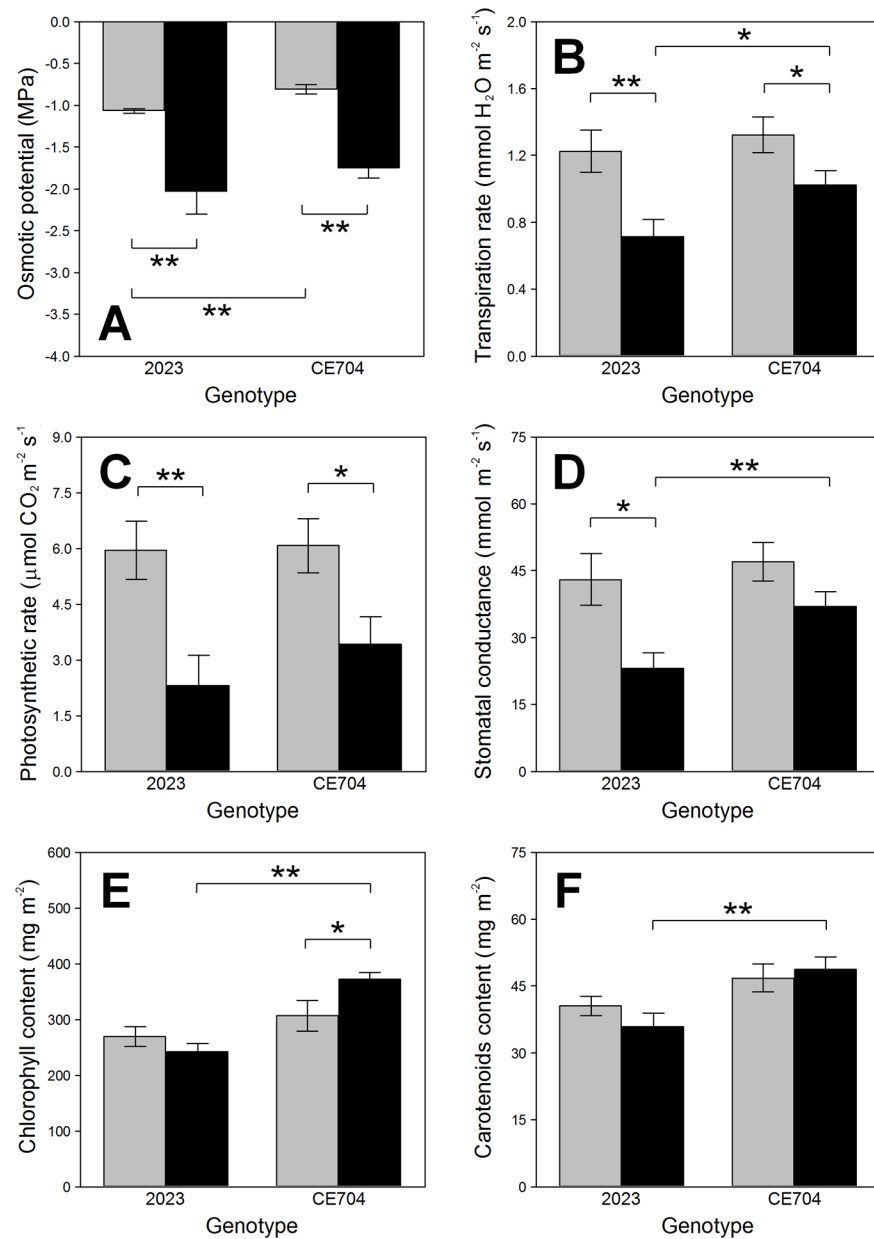 A
Osmotic potential (MPa)
0.0
-0.5
-1.0
-1.5
-2.0
-2.5
-3.0
-3.5
-4.0
**
**
**
2023 CE704
Genotype
B
Transpiration rate (mmol H₂O m⁻² s⁻¹)
2.0
1.6
1.2
0.8
0.4
0.0
*
**
*
2023 CE704
Genotype
C
Photosynthetic rate (µmol CO₂ m⁻² s⁻¹)
9.0
7.5
6.0
4.5
3.0
1.5
0.0
**
*
2023 CE704
Genotype
D
Stomatal conductance (mmol m⁻² s⁻¹)
75
60
45
30
15
0
**
*
2023 CE704
Genotype
E
Chlorophyll content (mg m⁻²)
600
500
400
300
200
100
0
**
*
2023 CE704
Genotype
F
Carotenoids content (mg m⁻²)
75
60
45
30
15
0
**
2023 CE704
Genotype